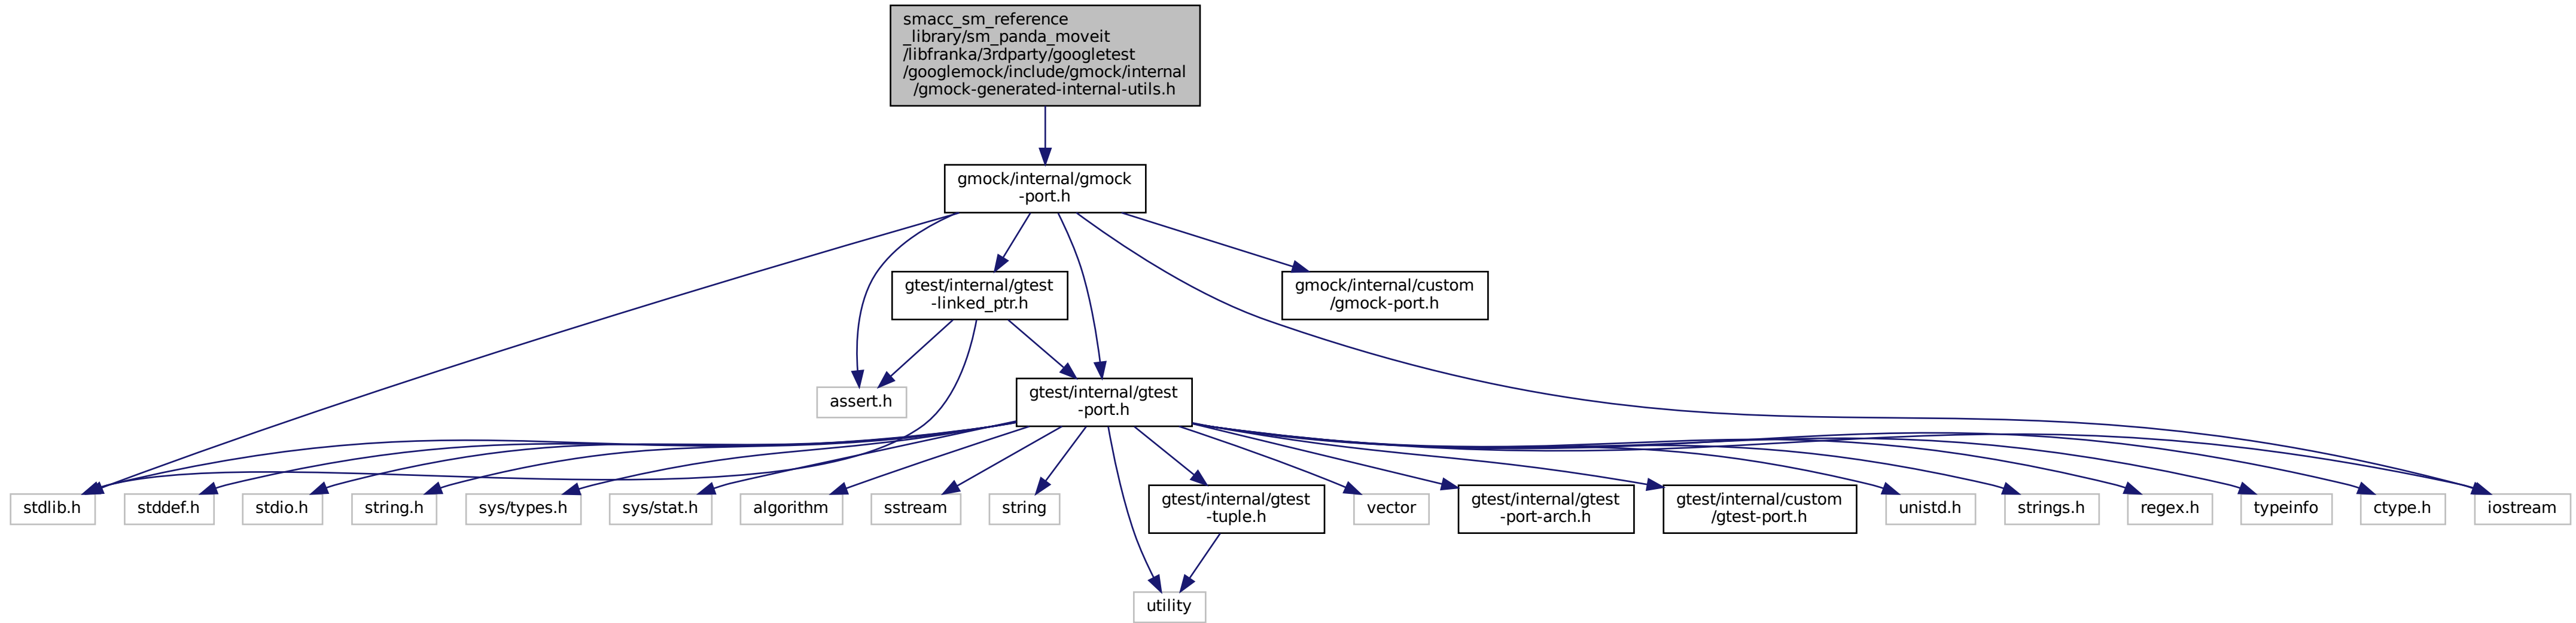 smacc_sm_reference
_library/sm_panda_moveit
/libfranka/3rdparty/googletest
/googlemock/include/gmock/internal
/gmock-generated-internal-utils.h
gmock/internal/gmock
-port.h
gtest/internal/gtest
-linked_ptr.h
gmock/internal/custom
/gmock-port.h
assert.h
gtest/internal/gtest
-port.h
stdlib.h
stddef.h
stdio.h
string.h
sys/types.h
sys/stat.h
algorithm
sstream
string
gtest/internal/gtest
-tuple.h
vector
gtest/internal/gtest
-port-arch.h
gtest/internal/custom
/gtest-port.h
unistd.h
strings.h
regex.h
typeinfo
ctype.h
iostream
utility